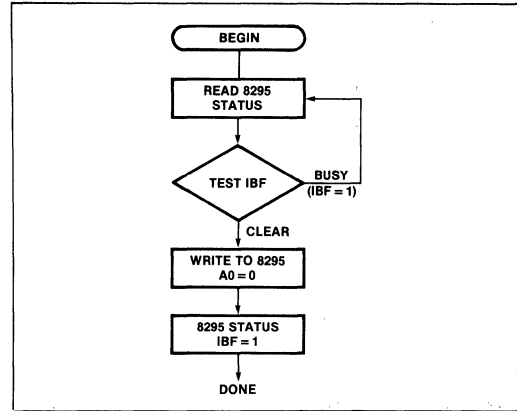 BEGIN
READ 8295
STATUS
TEST IBF
BUSY
(IBF = 1)
CLEAR
WRITE TO 8295
A0 = 0
8295 STATUS
IBF = 1
DONE